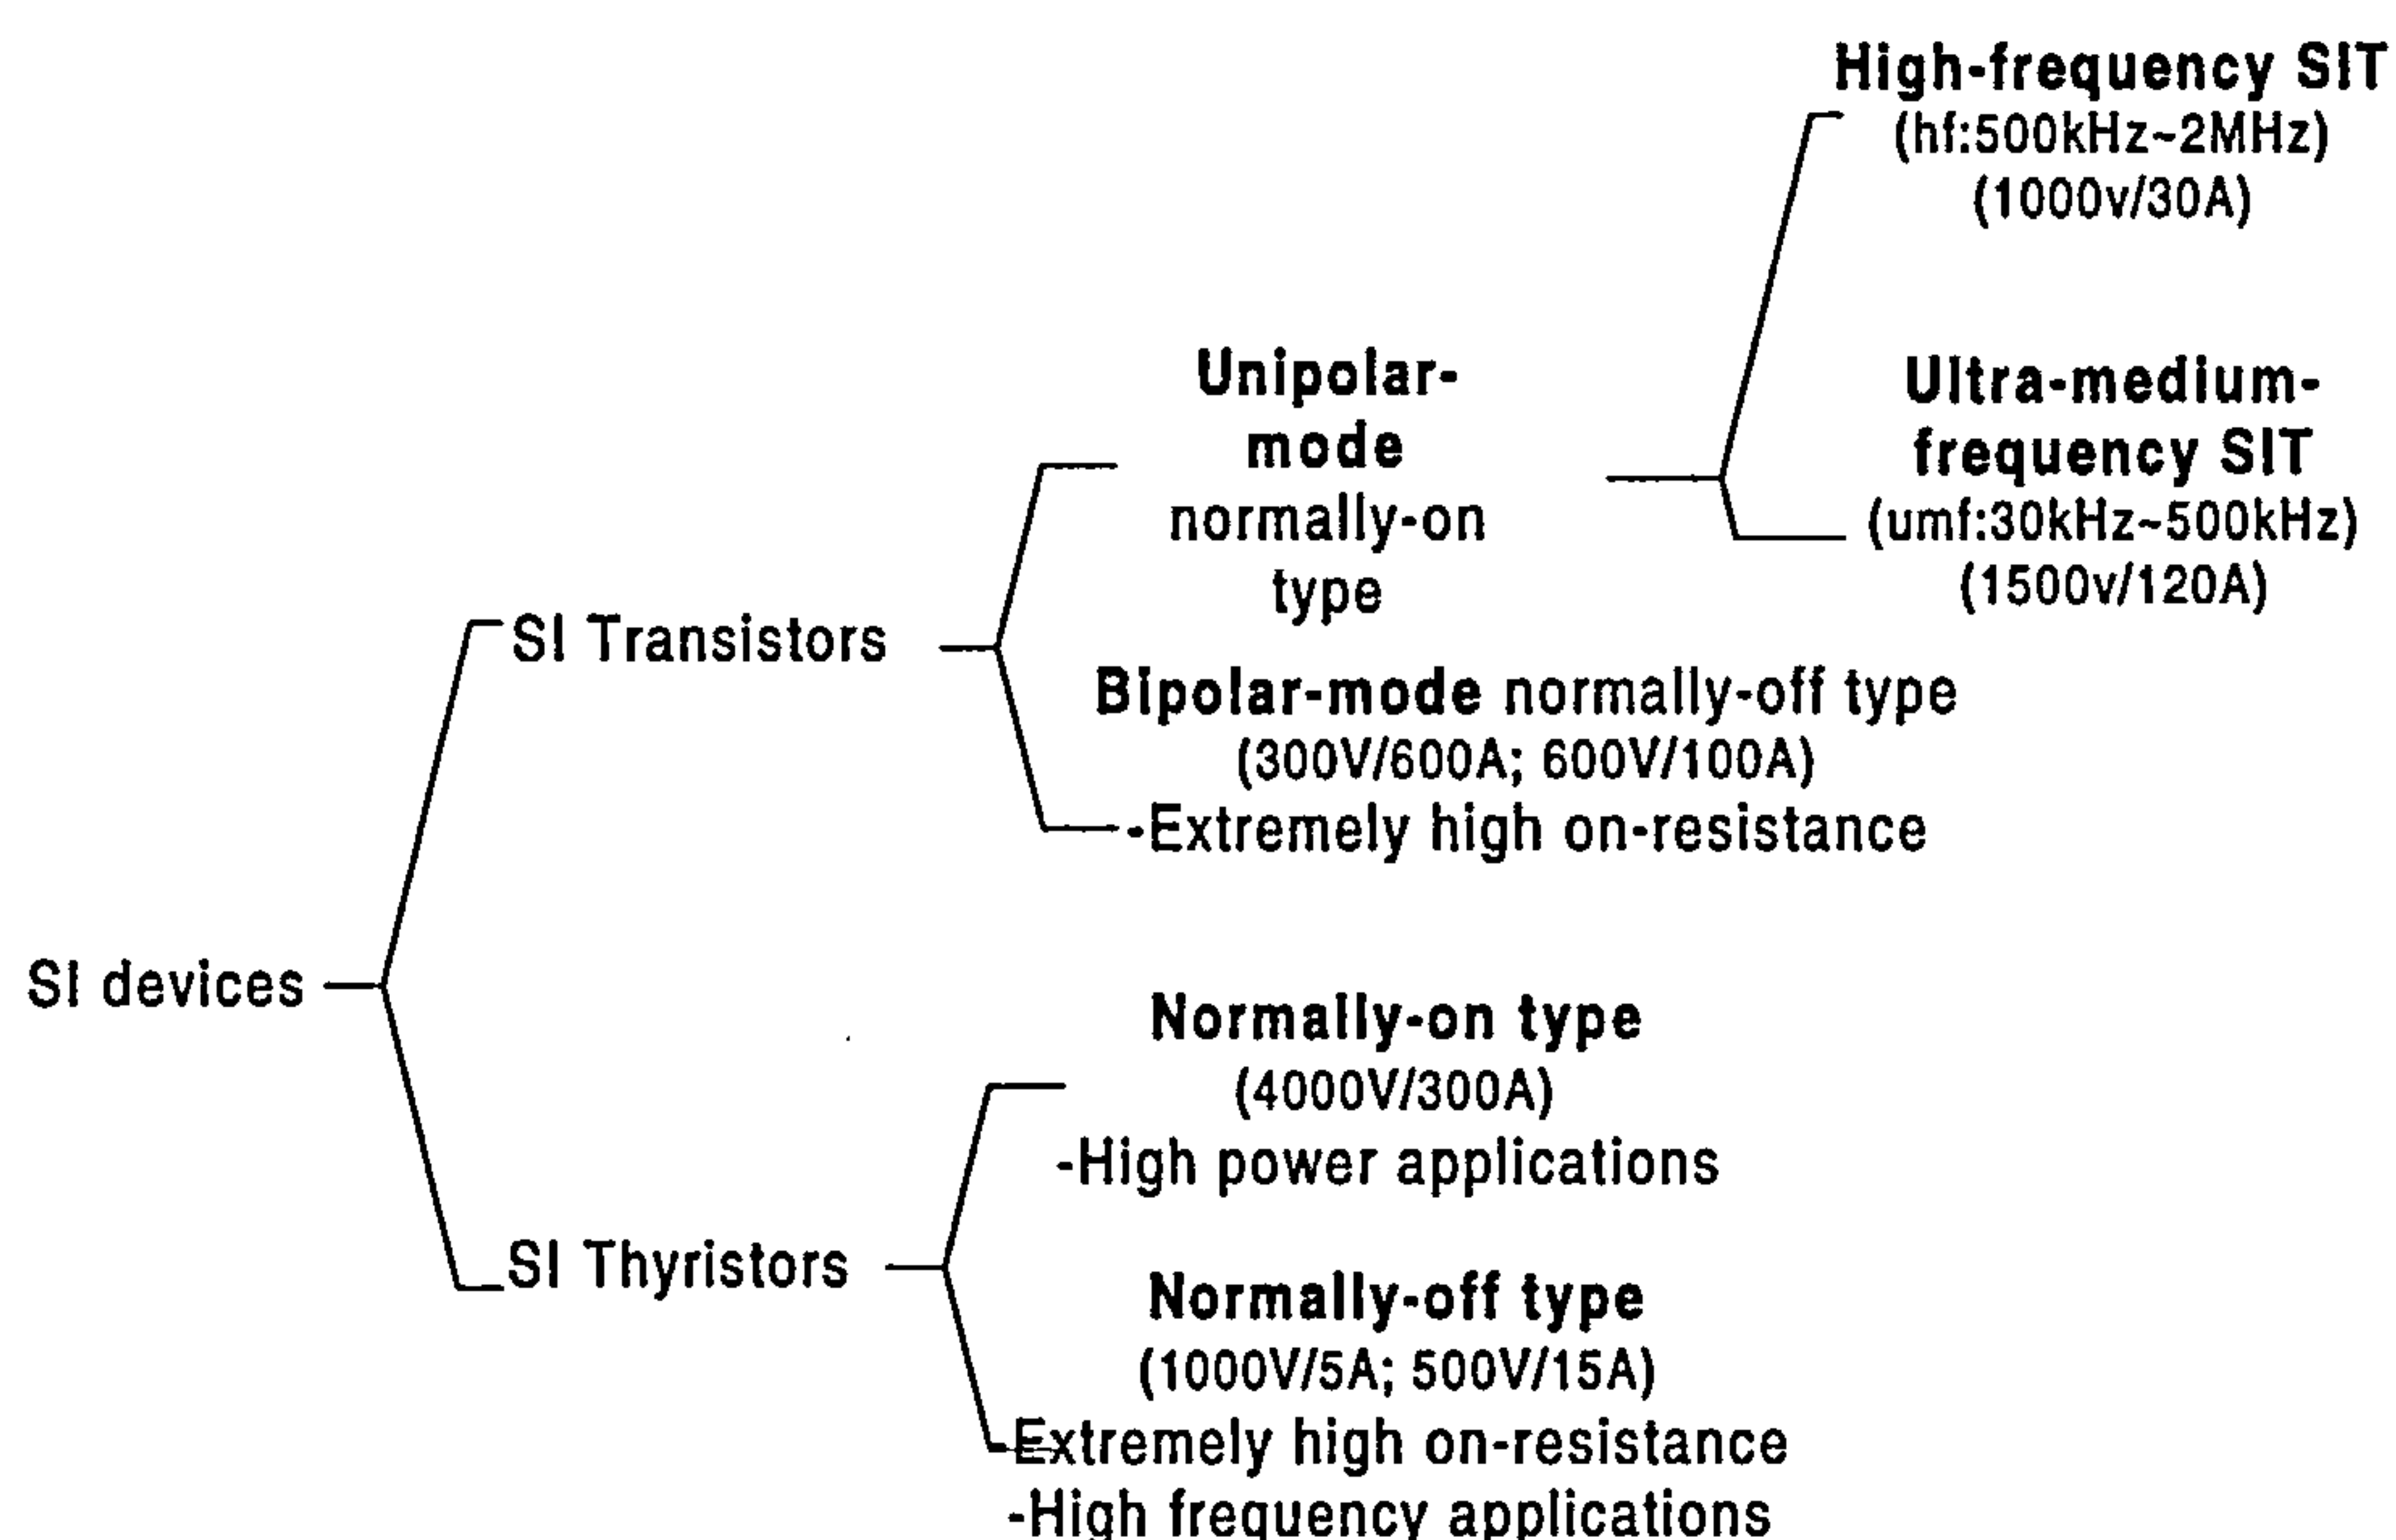 High-frequency SIT
(hf:500kHz~2MHz)
(1000v/30A)
Ultra-medium-
frequency SIT
(umf:30kHz~500kHz)
(1500v/120A)
Unipolar-
mode
normally-on
type
SI Transistors
Bipolar-mode normally-off type
(300V/600A; 600V/100A)
-Extremely high on-resistance
SI devices
Normally-on type
(4000V/300A)
-High power applications
SI Thyristors
Normally-off type
(1000V/5A; 500V/15A)
-Extremely high on-resistance
-High frequency applications